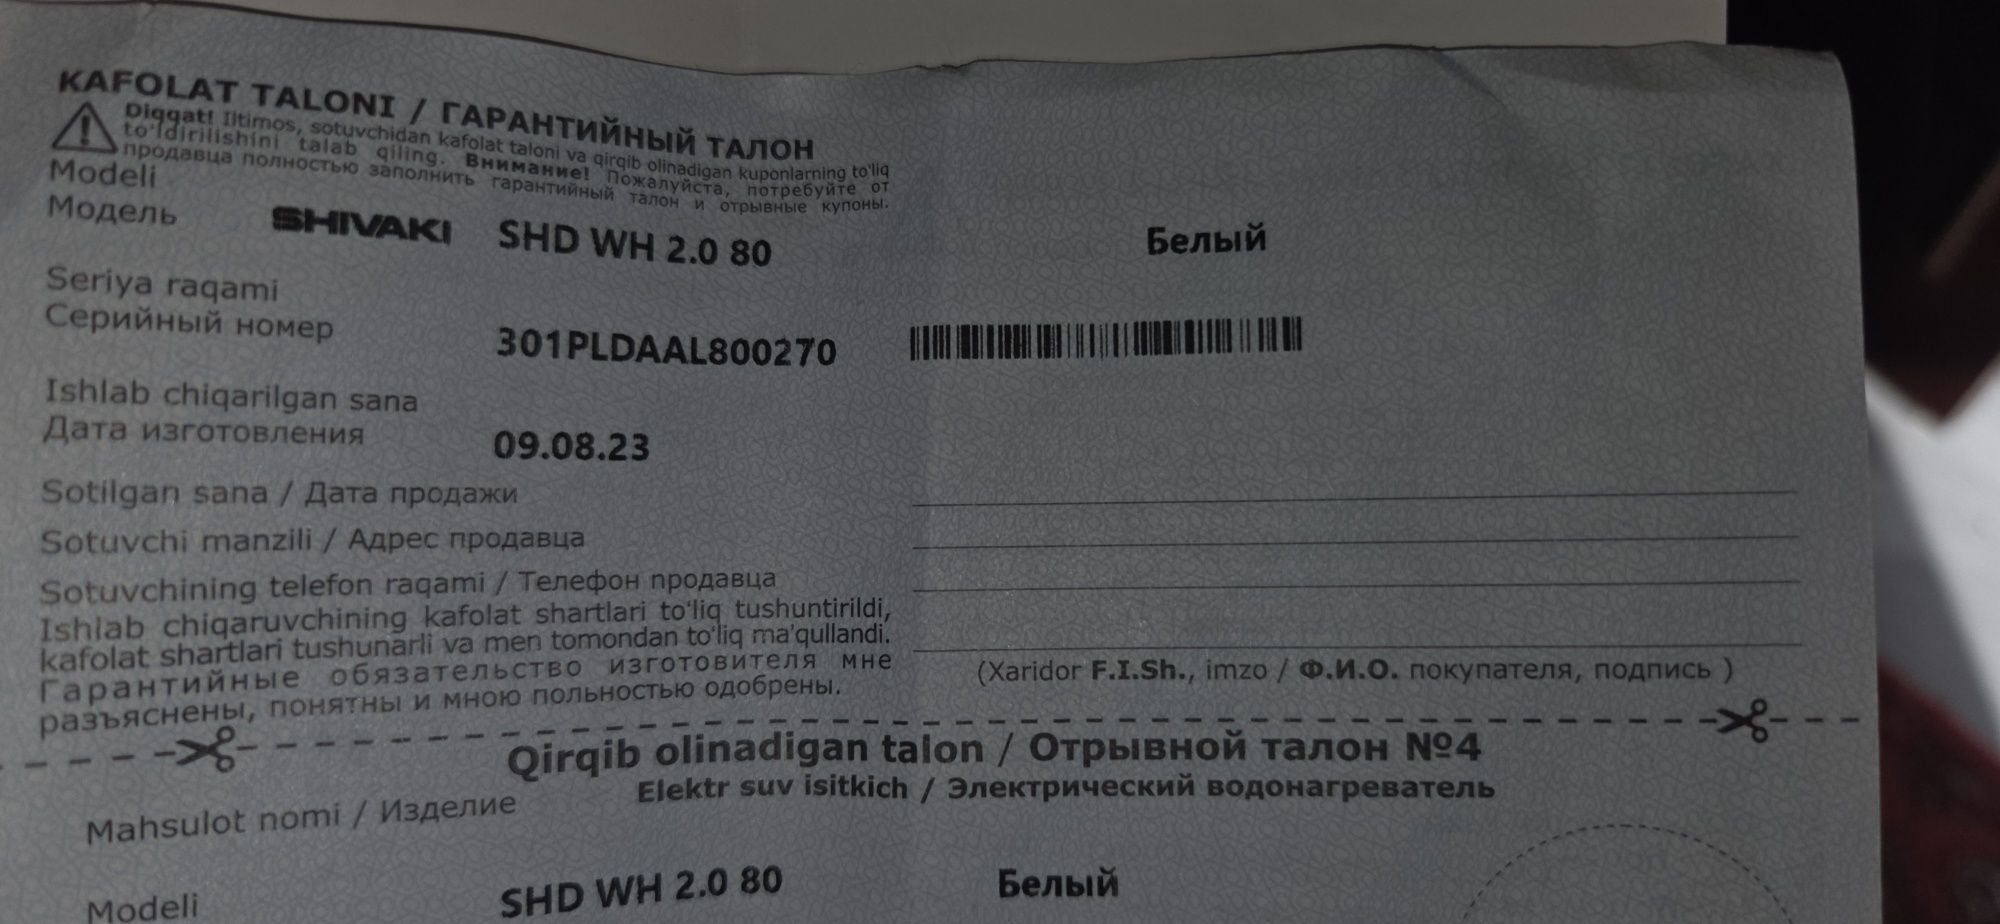 KAFOLAT TALONI / ГАРАНТИЙНЫЙ ТАЛОН
Diqqat! Iltimos, sotuvchidan kafolat taloni va qirqib olinadigan kuponlarning to'liq
to'ldirilishini talab qiling. Внимание! Пожалуйста, потребуйте от
продавца полностью заполнить гарантийный талон и отрывные купоны.
Modeli
Модель SHIVAKI SHD WH 2.0 80 Белый
Seriya raqami
Серийный номер 301PLDAAL800270
Ishlab chiqarilgan sana
Дата изготовления 09.08.23
Sotilgan sana / Дата продажи
Sotuvchi manzili / Адрес продавца
Sotuvchining telefon raqami / Телефон продавца
Ishlab chiqaruvchining kafolat shartlari to'liq tushuntirildi,
kafolat shartlari tushunarli va men tomondan to'liq ma'qullandi.
Гарантийные обязательство изготовителя мне
разъяснены, понятны и мною польностью одобрены.
(Xaridor F.I.Sh., imzo / Ф.И.О. покупателя, подпись )
Qirqib olinadigan talon / Отрывной талон №4
Elektr suv isitkich / Электрический водонагреватель
Mahsulot nomi / Изделие
Modeli SHD WH 2.0 80 Белый